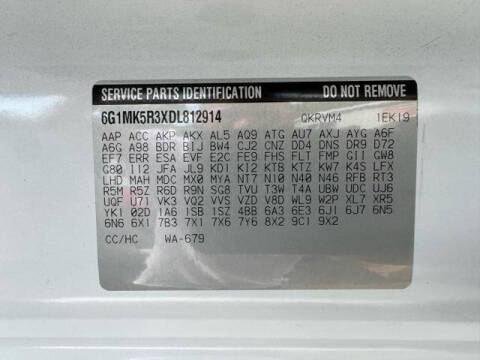 SERVICE PARTS IDENTIFICATION DO NOT REMOVE
6G1MK5R3XDL812914 QKRVM4 1EK19
AAP ACC AKP AKX AL5 AQ9 ATG AU7 AXJ AYG A6F
A6G A98 BDR BIJ BW4 CJ2 CNZ DD4 DNS DR9 D72
EF7 ERR ESA EVF E2C FE9 FHS FLT FMP GII GW8
G80 I12 JFA JL9 KDI KI2 KTB KTZ KW7 K4S LFX
LHD MAH MDC MX0 MYA NT7 N10 N40 N46 RFB RT3
R5M R5Z R6D R9N SG8 TVU T3W T4A UBW UDC UJ6
UQF U71 VK3 VQ2 VVS VZD V8D WL9 W2P XL7 XR5
YK1 02D 1A6 1SB 1SZ 4BB 6A3 6E3 6J1 6J7 6N5
6N6 6X1 7B3 7X1 7X6 7Y6 8X2 9C1 9X2
CC/HC WA-679